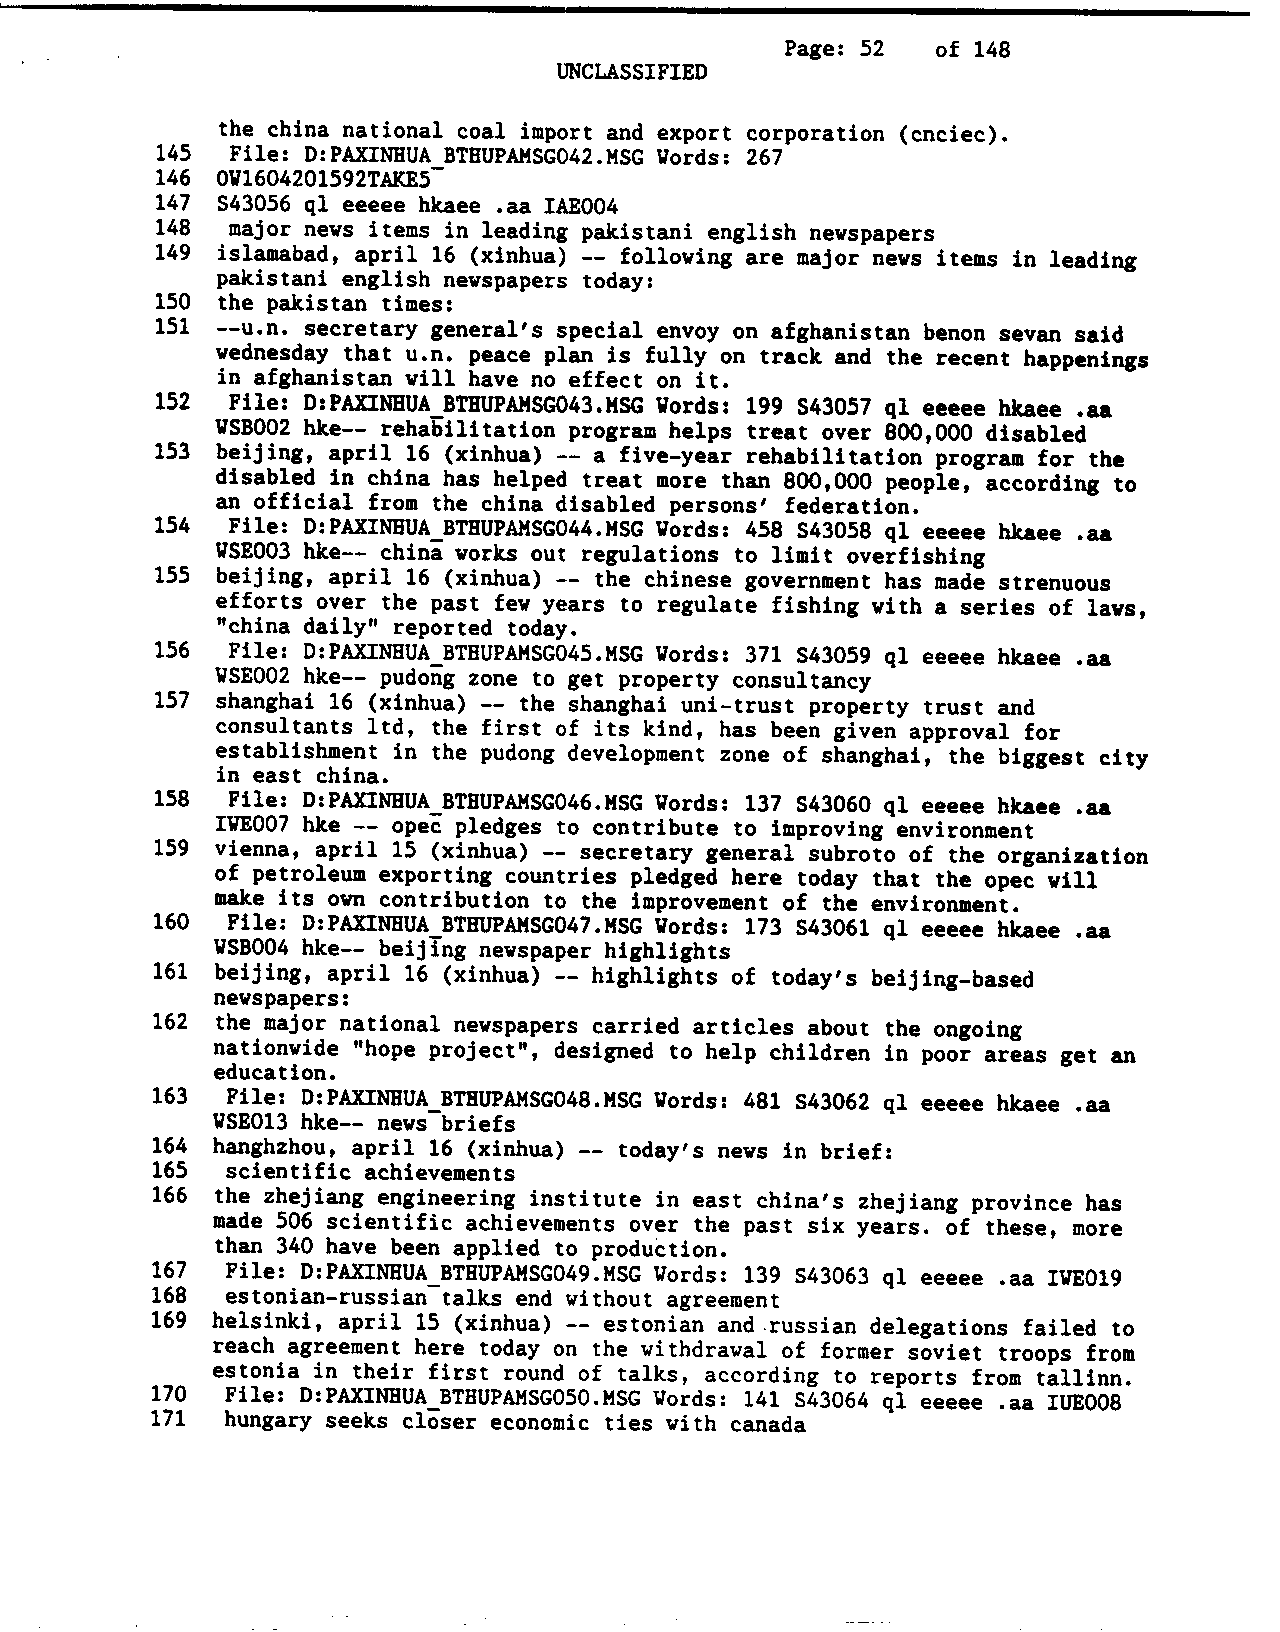 Page: 52 of 148
UNCLASSIFIED
the china national coal import and export corporation (cnciec).
145 File: D:PAXINHUA_BTHUPAMSG042.MSG Words: 267
146 OW1604201592TAKE5
147 S43056 ql eeeee hkaee .aa IAE004
148 major news items in leading pakistani english newspapers
149 islamabad, april 16 (xinhua) -- following are major news items in leading
pakistani english newspapers today:
150 the pakistan times:
151 --u.n. secretary general's special envoy on afghanistan benon sevan said
wednesday that u.n. peace plan is fully on track and the recent happenings
in afghanistan will have no effect on it.
152 File: D:PAXINHUA_BTHUPAMSG043.MSG Words: 199 S43057 ql eeeee hkaee .aa
WSB002 hke-- rehabilitation program helps treat over 800,000 disabled
153 beijing, april 16 (xinhua) -- a five-year rehabilitation program for the
disabled in china has helped treat more than 800,000 people, according to
an official from the china disabled persons' federation.
154 File: D:PAXINHUA_BTHUPAMSG044.MSG Words: 458 S43058 ql eeeee hkaee .aa
WSE003 hke-- china works out regulations to limit overfishing
155 beijing, april 16 (xinhua) -- the chinese government has made strenuous
efforts over the past few years to regulate fishing with a series of laws,
"china daily" reported today.
156 File: D:PAXINHUA_BTHUPAMSG045.MSG Words: 371 S43059 ql eeeee hkaee .aa
WSE002 hke-- pudong zone to get property consultancy
157 shanghai 16 (xinhua) -- the shanghai uni-trust property trust and
consultants ltd, the first of its kind, has been given approval for
establishment in the pudong development zone of shanghai, the biggest city
in east china.
158 File: D:PAXINHUA_BTHUPAMSG046.MSG Words: 137 S43060 ql eeeee hkaee .aa
IWE007 hke -- opec pledges to contribute to improving environment
159 vienna, april 15 (xinhua) -- secretary general subroto of the organization
of petroleum exporting countries pledged here today that the opec will
make its own contribution to the improvement of the environment.
160 File: D:PAXINHUA_BTHUPAMSG047.MSG Words: 173 S43061 ql eeeee hkaee .aa
WSB004 hke-- beijing newspaper highlights
161 beijing, april 16 (xinhua) -- highlights of today's beijing-based
newspapers:
162 the major national newspapers carried articles about the ongoing
nationwide "hope project", designed to help children in poor areas get an
education.
163 File: D:PAXINHUA_BTHUPAMSG048.MSG Words: 481 S43062 ql eeeee hkaee .aa
WSE013 hke-- news briefs
164 hanghzhou, april 16 (xinhua) -- today's news in brief:
165 scientific achievements
166 the zhejiang engineering institute in east china's zhejiang province has
made 506 scientific achievements over the past six years. of these, more
than 340 have been applied to production.
167 File: D:PAXINHUA_BTHUPAMSG049.MSG Words: 139 S43063 ql eeeee .aa IWE019
168 estonian-russian talks end without agreement
169 helsinki, april 15 (xinhua) -- estonian and russian delegations failed to
reach agreement here today on the withdrawal of former soviet troops from
estonia in their first round of talks, according to reports from tallinn.
170 File: D:PAXINHUA_BTHUPAMSG050.MSG Words: 141 S43064 ql eeeee .aa IUE008
171 hungary seeks closer economic ties with canada